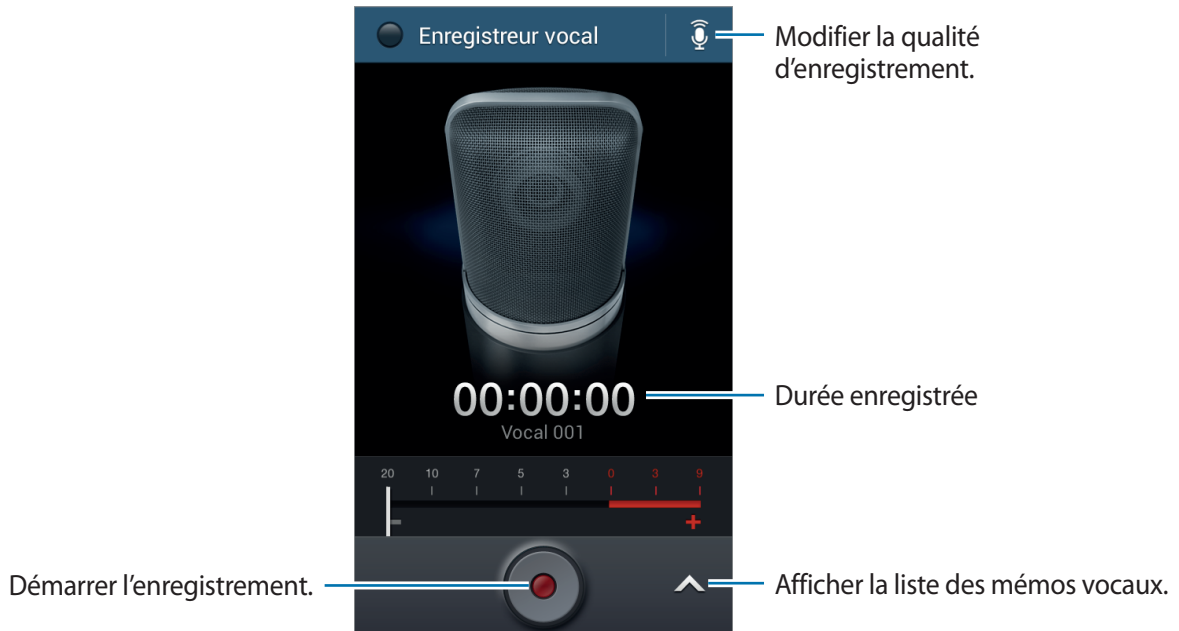 Enregistreur vocal
Modifier la qualité
d’enregistrement.
00:00:00
Durée enregistrée
Vocal 001
20 10 7 5 3 0 3 9
- +
Démarrer l’enregistrement.
Afficher la liste des mémos vocaux.